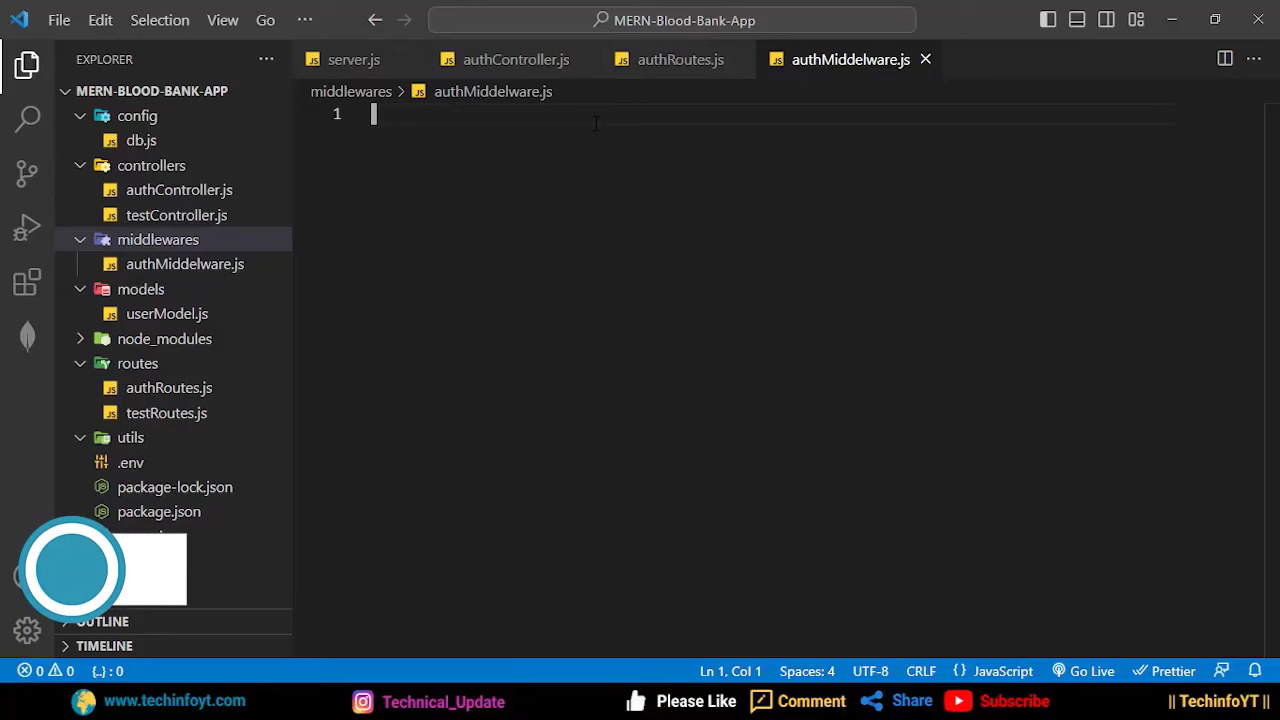 File Edit Selection View Go ··· MERN-Blood-Bank-App
EXPLORER ···
server.js authController.js authRoutes.js authMiddelware.js
MERN-BLOOD-BANK-APP
middlewares > authMiddelware.js
1
config
db.js
controllers
authController.js
testController.js
middlewares
authMiddelware.js
models
userModel.js
node_modules
routes
authRoutes.js
testRoutes.js
utils
.env
package-lock.json
package.json
OUTLINE
TIMELINE
0 0 {..} : 0 Ln 1, Col 1 Spaces: 4 UTF-8 CRLF {} JavaScript Go Live Prettier
www.techinfoyt.com Technical_Update Please Like Comment Share Subscribe || TechinfoYT ||